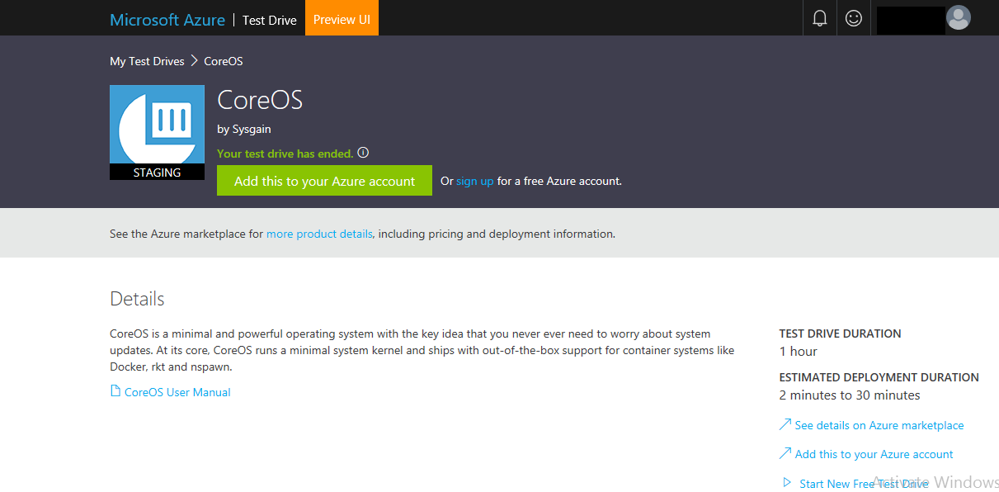 Microsoft Azure | Test Drive Preview UI
My Test Drives > CoreOS
CoreOS
by Sysgain
Your test drive has ended.
STAGING
Add this to your Azure account Or sign up for a free Azure account.
See the Azure marketplace for more product details, including pricing and deployment information.
Details
CoreOS is a minimal and powerful operating system with the key idea that you never ever need to worry about system
updates. At its core, CoreOS runs a minimal system kernel and ships with out-of-the-box support for container systems like
Docker, rkt and nspawn.
CoreOS User Manual
TEST DRIVE DURATION
1 hour
ESTIMATED DEPLOYMENT DURATION
2 minutes to 30 minutes
See details on Azure marketplace
Add this to your Azure account
Start New Free Test Drive
Activate Windows